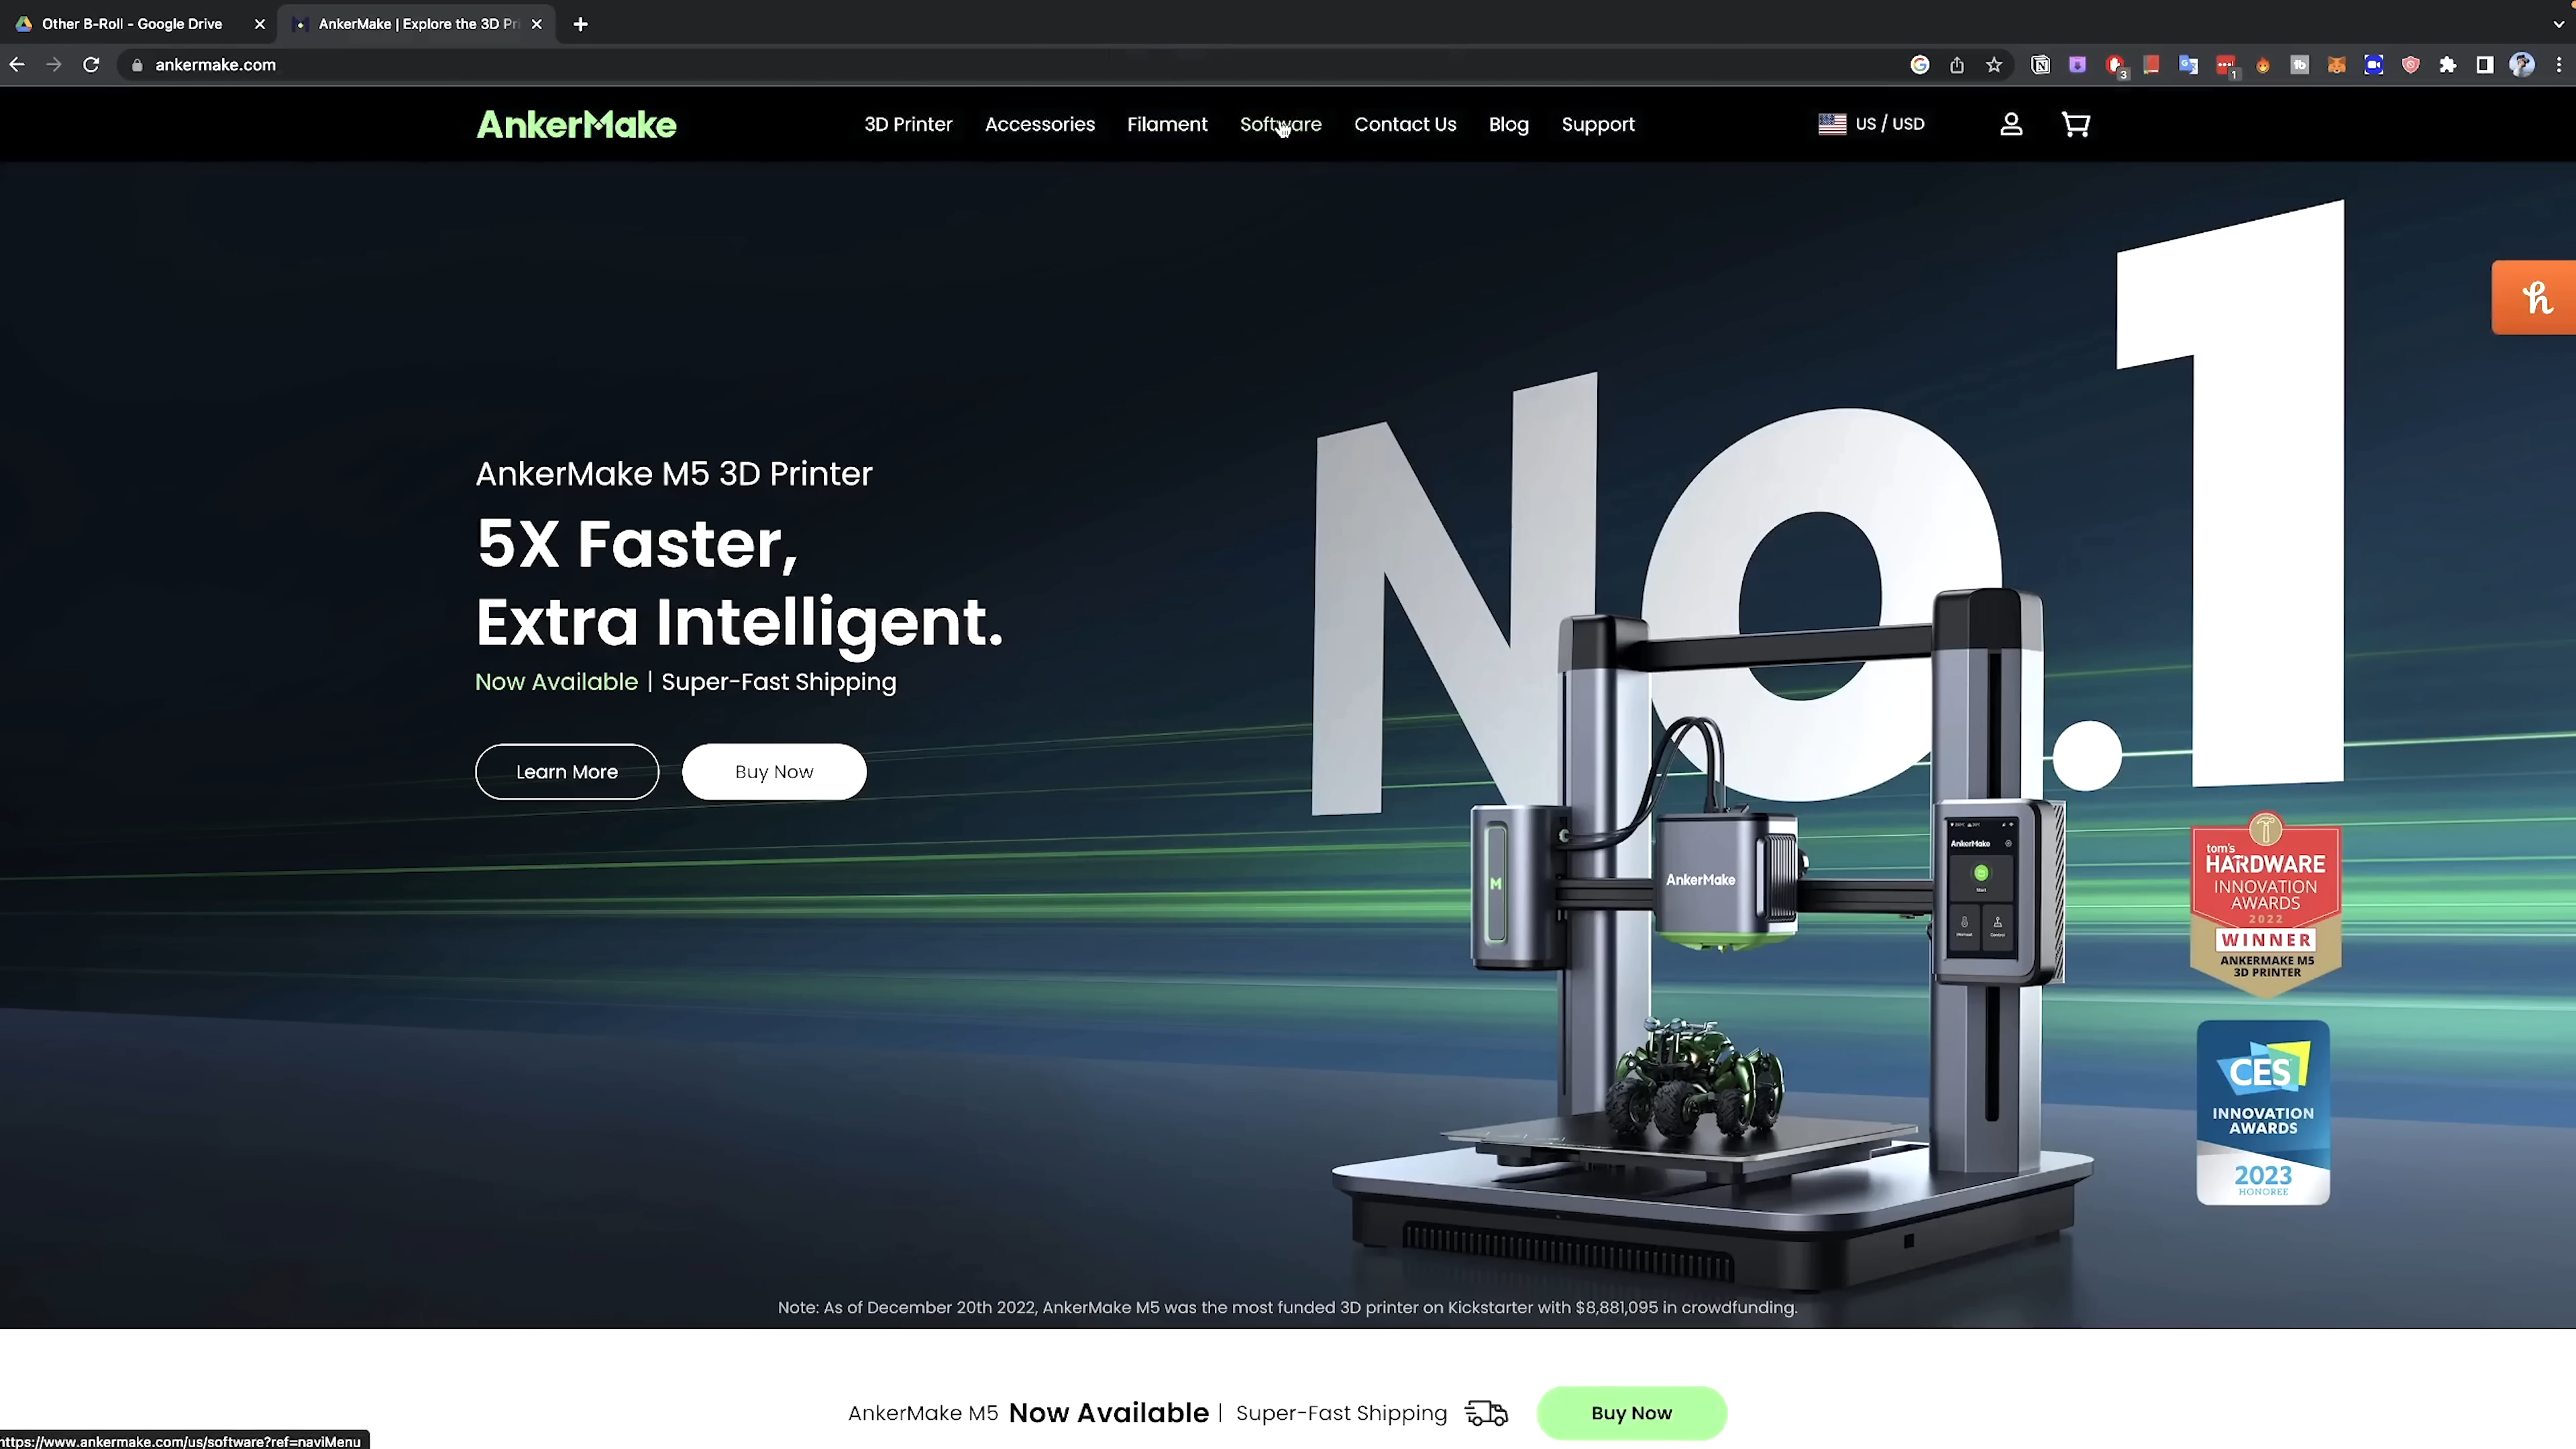 Other B-Roll - Google Drive
AnkerMake | Explore the 3D Pri
ankermake.com
3
1
AnkerMake
3D Printer
Accessories
Filament
Software
Contact Us
Blog
Support
US / USD
No.1
AnkerMake M5 3D Printer
5X Faster,
Extra Intelligent.
Now Available | Super-Fast Shipping
Learn More
Buy Now
M
AnkerMake
AnkerMake
Start
tom's
HARDWARE
INNOVATION
AWARDS
2022
WINNER
ANKERMAKE M5
3D PRINTER
CES
INNOVATION
AWARDS
2023
HONOREE
Note: As of December 20th 2022, AnkerMake M5 was the most funded 3D printer on Kickstarter with $8,881,095 in crowdfunding.
AnkerMake M5 Now Available | Super-Fast Shipping
Buy Now
https://www.ankermake.com/us/software?ref=naviMenu